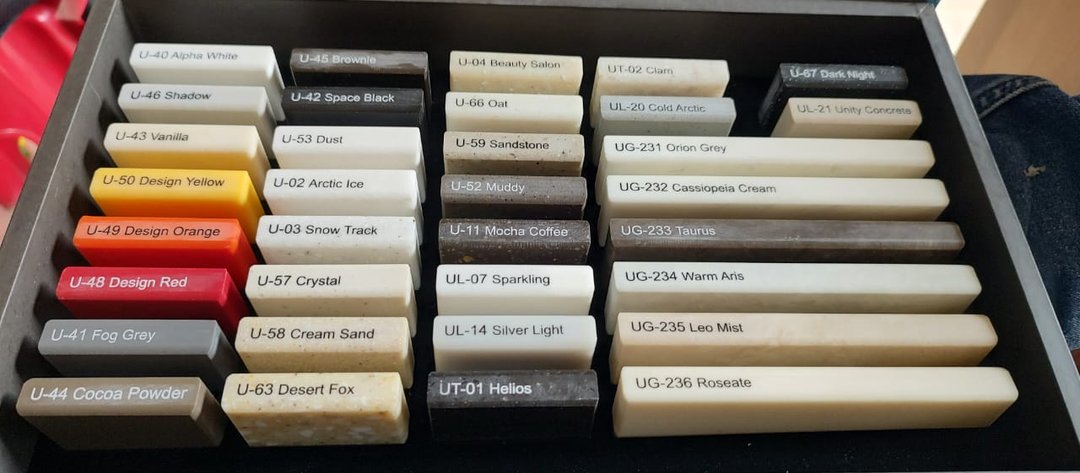 U-40 Alpha White
U-46 Shadow
U-43 Vanilla
U-50 Design Yellow
U-49 Design Orange
U-48 Design Red
U-41 Fog Grey
U-44 Cocoa Powder
U-45 Brownie
U-42 Space Black
U-53 Dust
U-02 Arctic Ice
U-03 Snow Track
U-57 Crystal
U-58 Cream Sand
U-63 Desert Fox
U-04 Beauty Salon
U-66 Oat
U-59 Sandstone
U-52 Muddy
U-11 Mocha Coffee
UL-07 Sparkling
UL-14 Silver Light
UT-01 Helios
UT-02 Clam
UL-20 Cold Arctic
U-67 Dark Night
UL-21 Unity Concrete
UG-231 Orion Grey
UG-232 Cassiopeia Cream
UG-233 Taurus
UG-234 Warm Aris
UG-235 Leo Mist
UG-236 Roseate